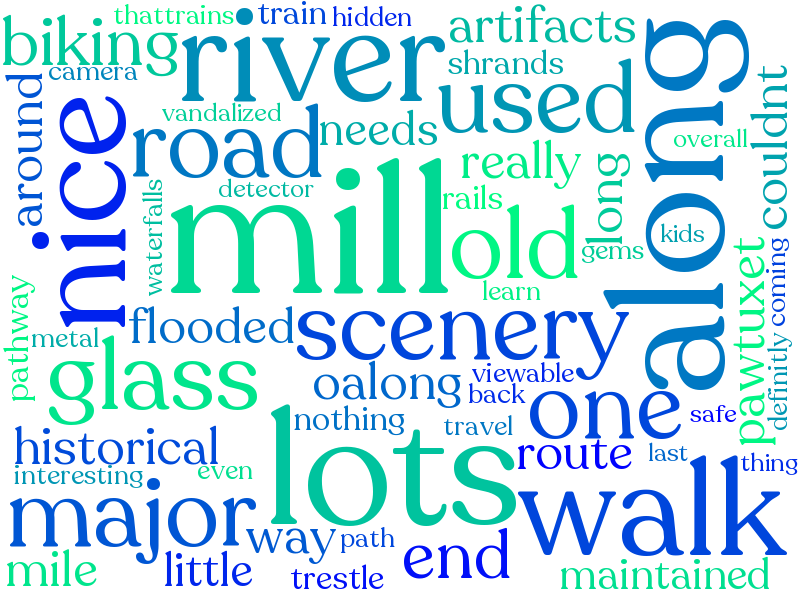 thattrains train hidden
biking river artifacts
camera shrands
around nice vandalized used along couldnt
road needs overall
detector really long
waterfalls mill rails
old gems kids
learn
pathway metal flooded scenery pawtuxet definitly coming
glass oalong viewable
back one safe
nothing travel
historical lots route last
interesting even thing
major way path walk
mile little trestle end maintained